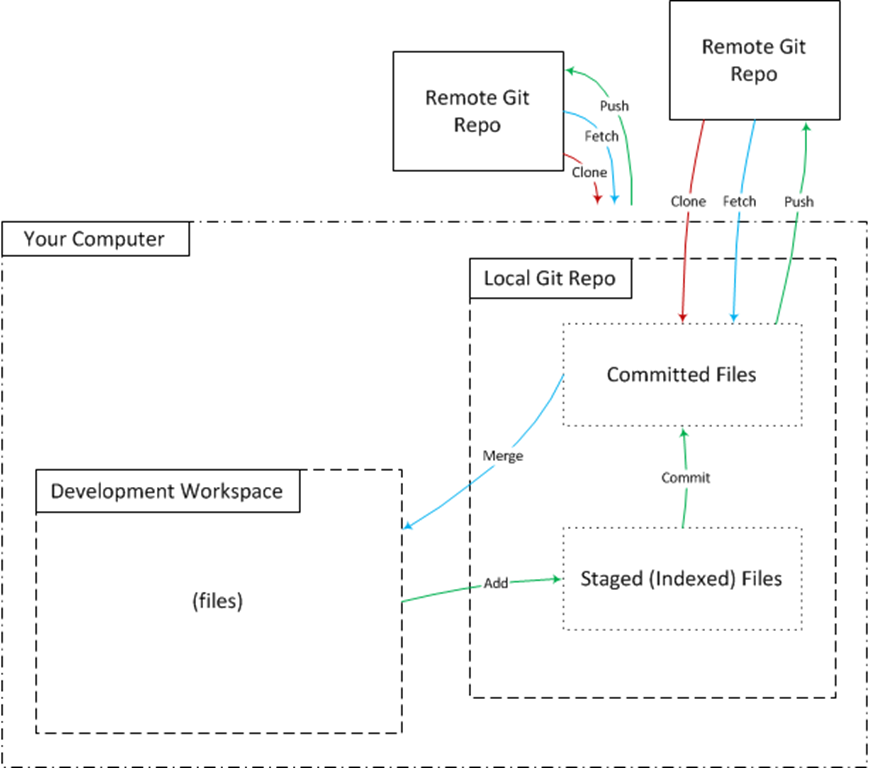 Remote Git
Repo
Remote Git
Repo
Push
Fetch
Clone
Clone
Fetch
Push
Your Computer
Local Git Repo
Committed Files
Merge
Commit
Development Workspace
Staged (Indexed) Files
Add
(files)